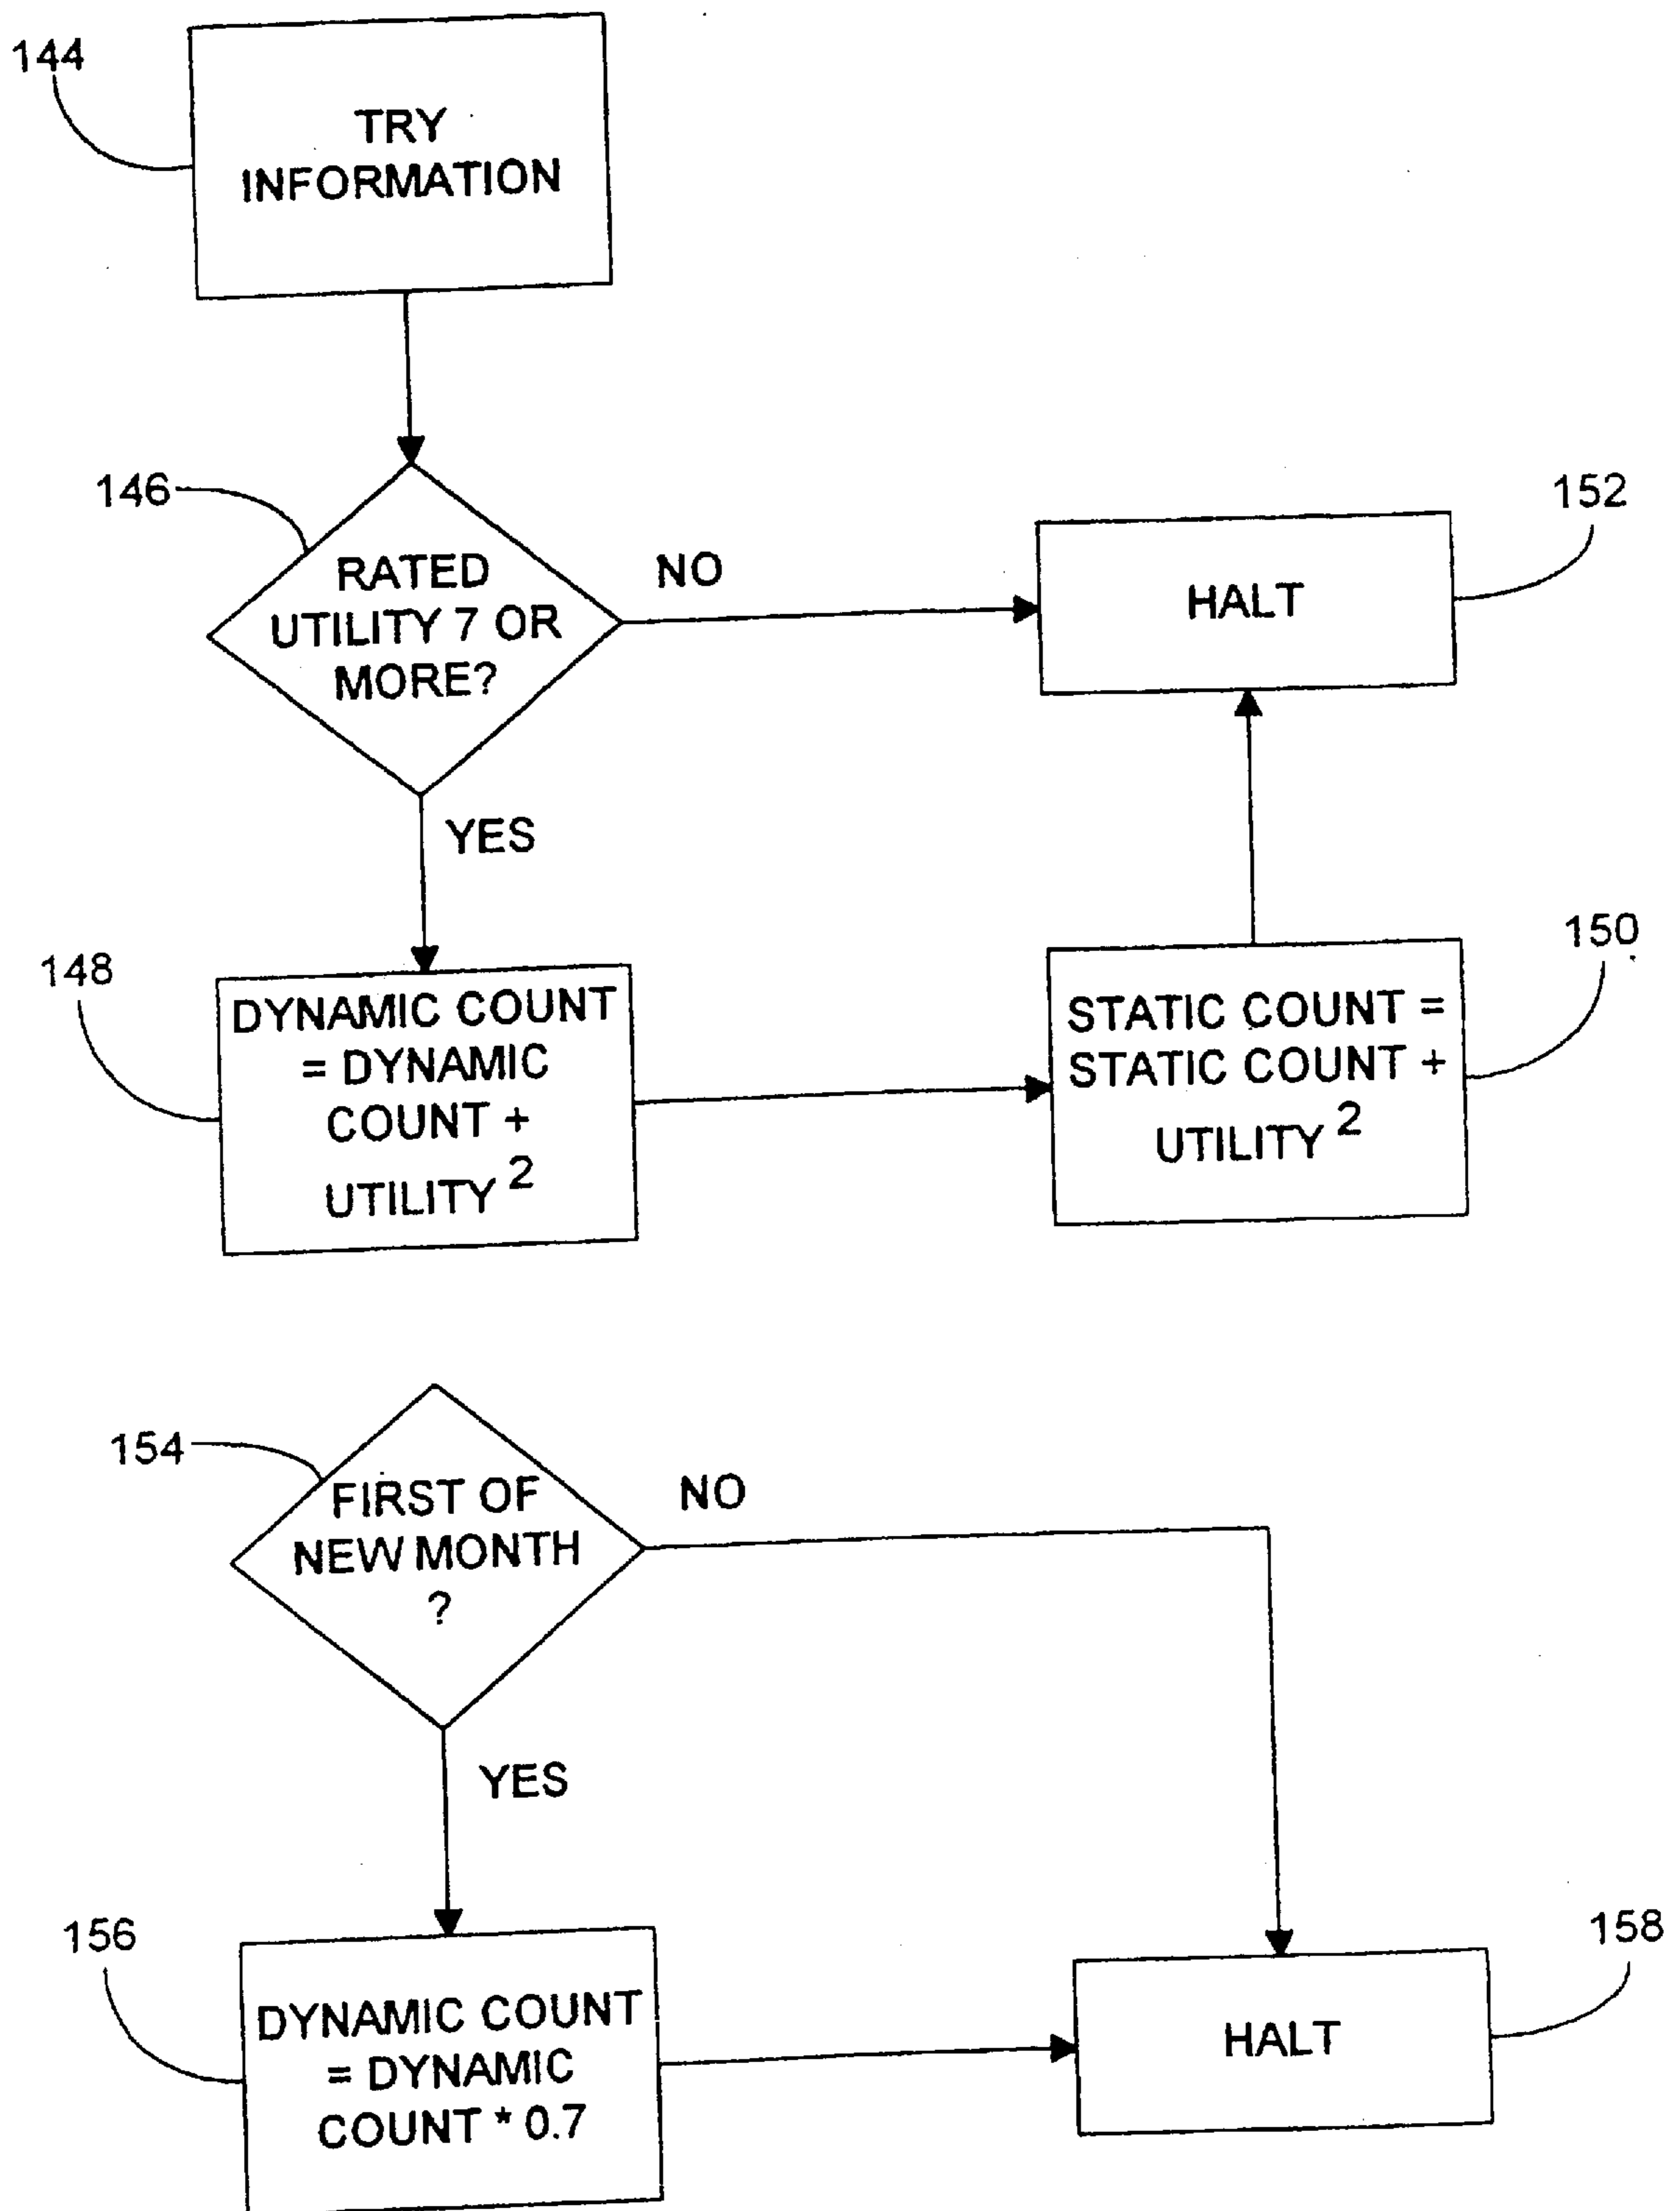 144
TRY
INFORMATION
146
RATED
UTILITY 7 OR
MORE?
NO
HALT
152
YES
148
DYNAMIC COUNT
= DYNAMIC
COUNT +
UTILITY 2
STATIC COUNT =
STATIC COUNT +
UTILITY 2
150
154
FIRST OF
NEW MONTH
?
NO
YES
156
DYNAMIC COUNT
= DYNAMIC
COUNT * 0.7
HALT
158